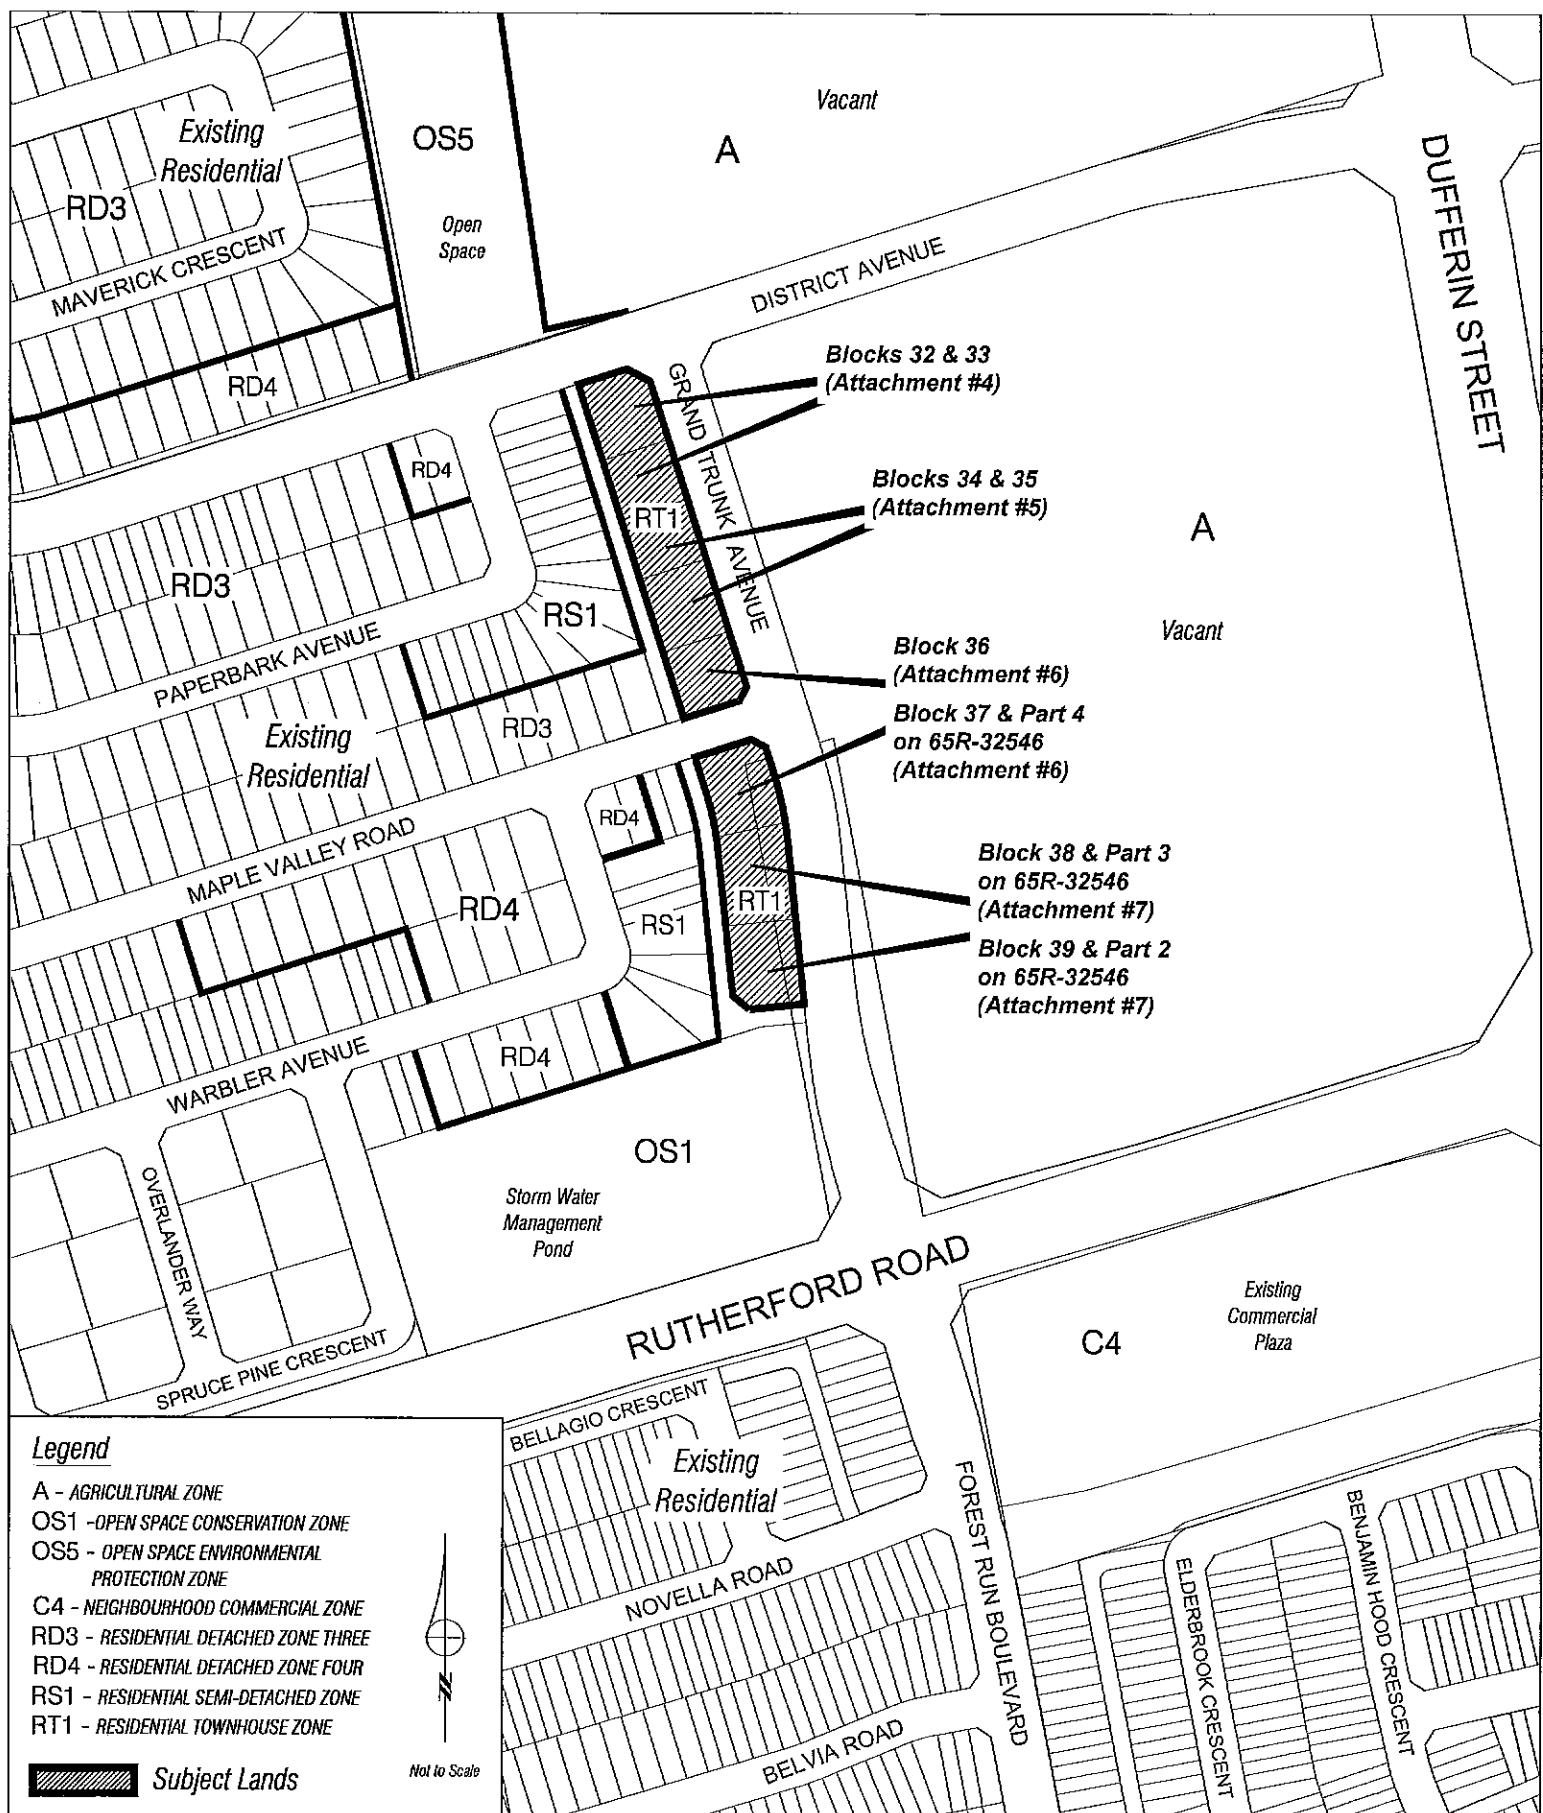 Vacant
A
OS5
Open
Space
Existing
Residential
RD3
MAVERICK CRESCENT
RD4
DISTRICT AVENUE
DUFFERIN STREET
GRAND TRUNK AVENUE
Blocks 32 & 33
(Attachment #4)
Blocks 34 & 35
(Attachment #5)
RT1
RD4
RD3
RS1
PAPERBARK AVENUE
A
Vacant
Block 36
(Attachment #6)
Block 37 & Part 4
on 65R-32546
(Attachment #6)
RD3
Existing
Residential
RD4
MAPLE VALLEY ROAD
RD4
RS1
RT1
Block 38 & Part 3
on 65R-32546
(Attachment #7)
Block 39 & Part 2
on 65R-32546
(Attachment #7)
WARBLER AVENUE
RD4
OS1
Storm Water
Management
Pond
OVERLANDER WAY
SPRUCE PINE CRESCENT
RUTHERFORD ROAD
Existing
Commercial
Plaza
C4
BELLAGIO CRESCENT
Existing
Residential
NOVELLA ROAD
BELVIA ROAD
FOREST RUN BOULEVARD
ELDERBROOK CRESCENT
BENJAMIN HOOD CRESCENT
Legend
A - AGRICULTURAL ZONE
OS1 -OPEN SPACE CONSERVATION ZONE
OS5 - OPEN SPACE ENVIRONMENTAL
PROTECTION ZONE
C4 - NEIGHBOURHOOD COMMERCIAL ZONE
RD3 - RESIDENTIAL DETACHED ZONE THREE
RD4 - RESIDENTIAL DETACHED ZONE FOUR
RS1 - RESIDENTIAL SEMI-DETACHED ZONE
RT1 - RESIDENTIAL TOWNHOUSE ZONE
N
Subject Lands
Not to Scale